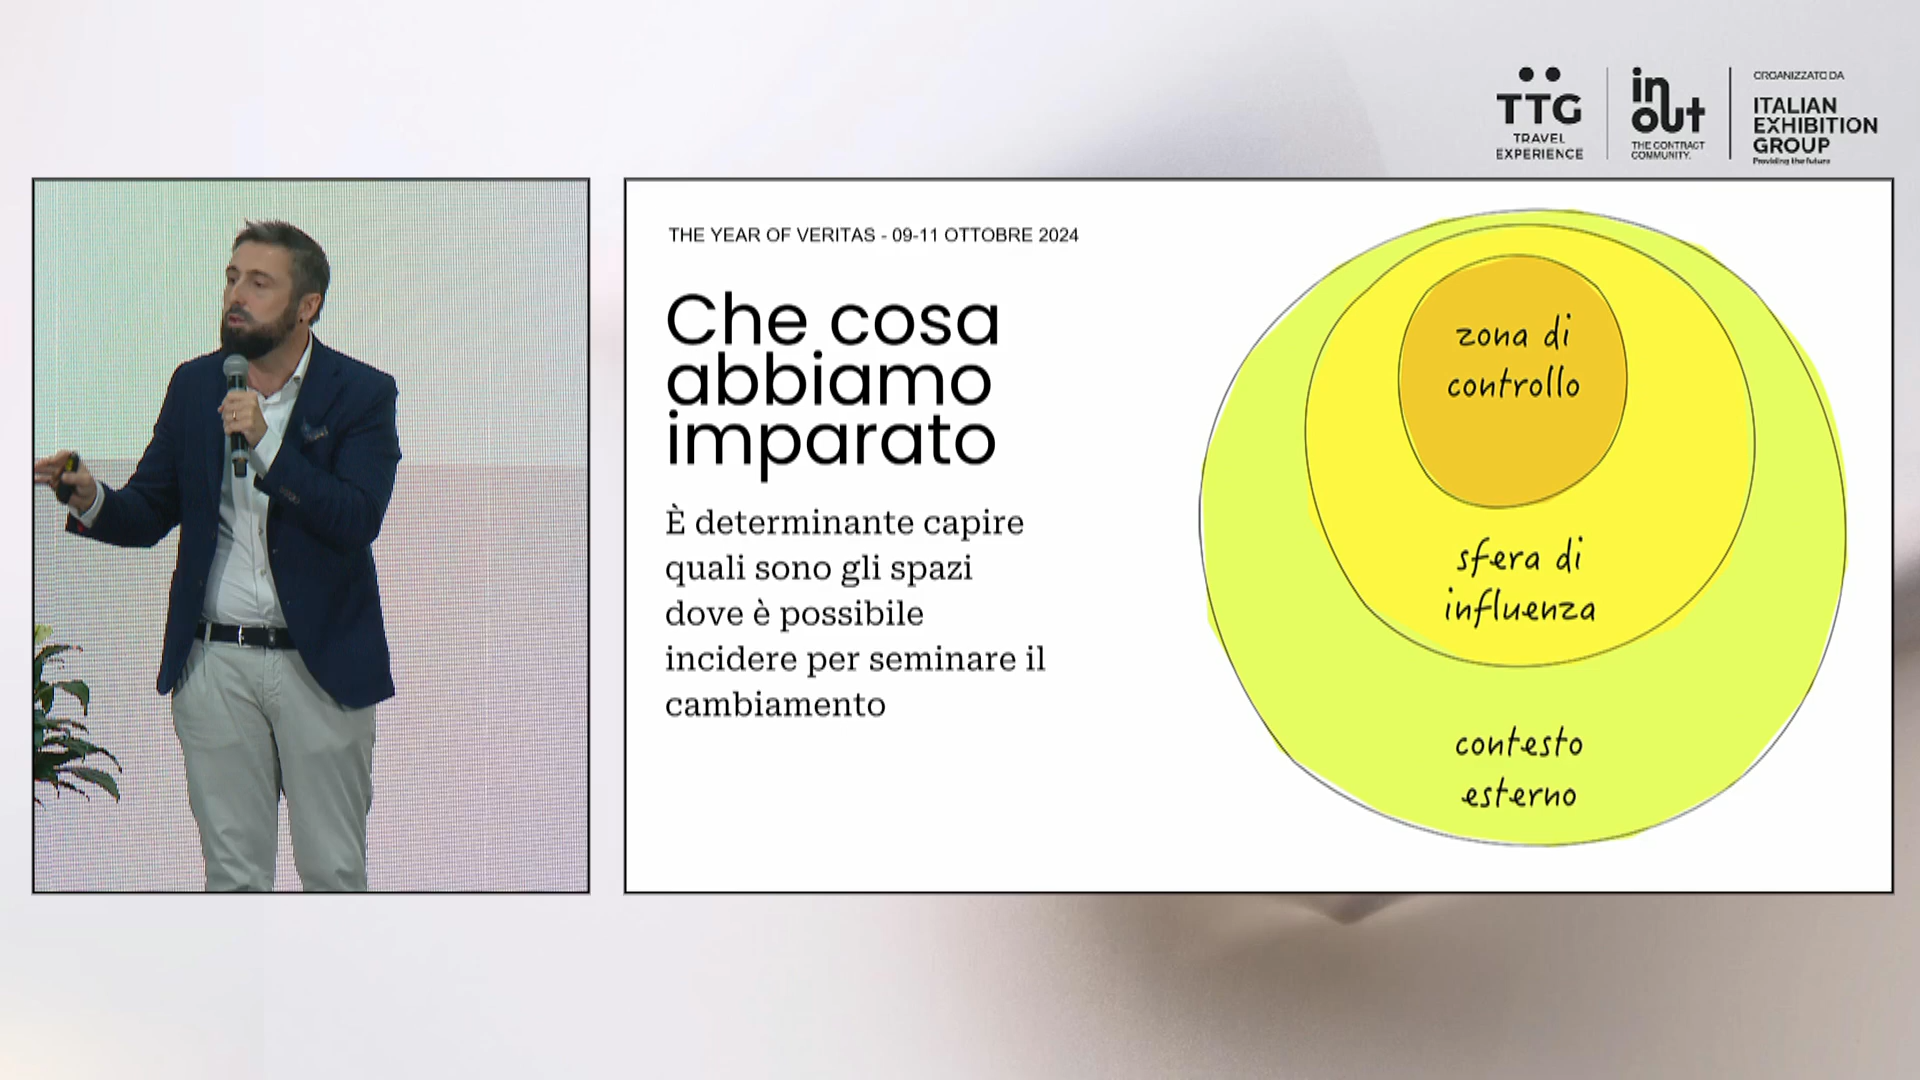 TTG
TRAVEL
EXPERIENCE
in
out
THE CONTRACT
COMMUNITY.
ORGANIZZATO DA
ITALIAN
EXHIBITION
GROUP
Providing the future
THE YEAR OF VERITAS - 09-11 OTTOBRE 2024
Che cosa
abbiamo
imparato
È determinante capire
quali sono gli spazi
dove è possibile
incidere per seminare il
cambiamento
zona di
controllo
sfera di
influenza
contesto
esterno